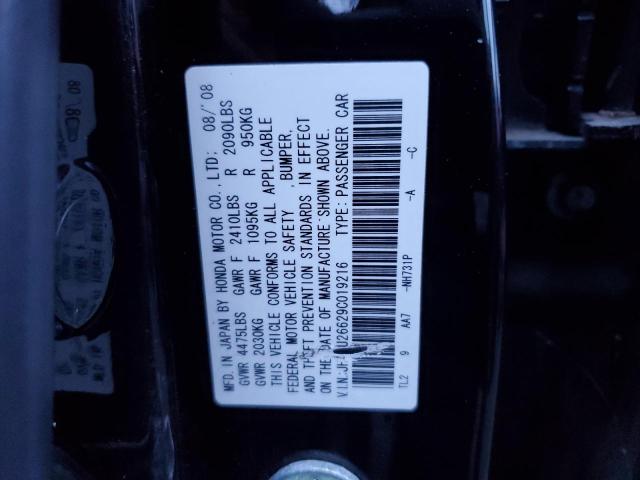 MFD. IN JAPAN BY HONDA MOTOR CO., LTD; 08/'08
GVWR 4475LBS GAWR F 2410LBS R 2090LBS
GVWR 2030KG GAWR F 1095KG R 950KG
THIS VEHICLE CONFORMS TO ALL APPLICABLE
FEDERAL MOTOR VEHICLE SAFETY , BUMPER,
AND THEFT PREVENTION STANDARDS IN EFFECT
ON THE DATE OF MANUFACTURE SHOWN ABOVE.
V.I.N: TYPE: PASSENGER CAR
TL2 9 AA7 -NH731P -A -C